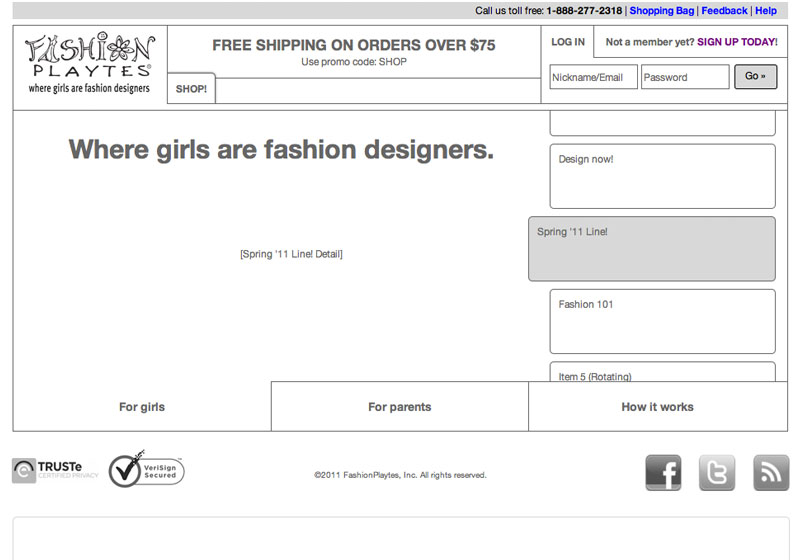 Call us toll free: 1-888-277-2318 | Shopping Bag | Feedback | Help
FASHION
PLAYTES®
where girls are fashion designers
SHOP!
FREE SHIPPING ON ORDERS OVER $75
Use promo code: SHOP
LOG IN
Not a member yet? SIGN UP TODAY!
Nickname/Email
Password
Go »
Where girls are fashion designers.
[Spring '11 Line! Detail]
Design now!
Spring '11 Line!
Fashion 101
Item 5 (Rotating)
For girls
For parents
How it works
TRUSTe
CERTIFIED PRIVACY
VeriSign™
Secured
©2011 FashionPlaytes, Inc. All rights reserved.